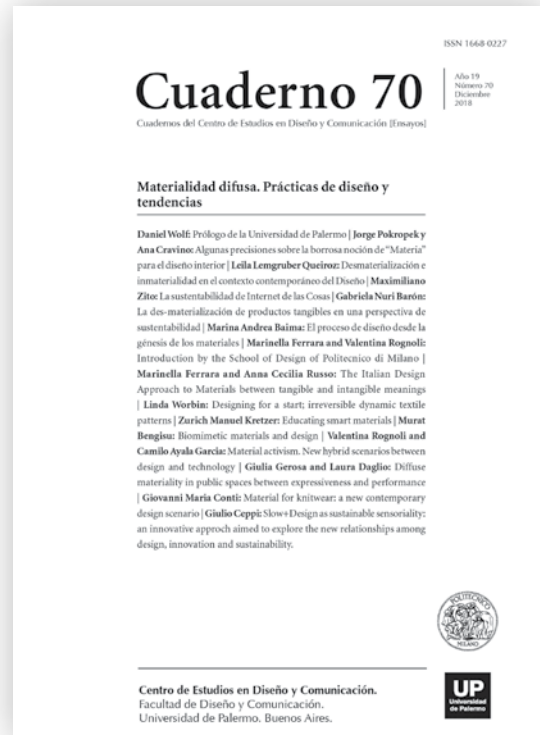 ISSN 1668-0227
Cuaderno 70
Año 19
Número 70
Diciembre
2018
Cuadernos del Centro de Estudios en Diseño y Comunicación [Ensayos]
Materialidad difusa. Prácticas de diseño y
tendencias
Daniel Wolf: Prólogo de la Universidad de Palermo | Jorge Pokropek y
Ana Cravino: Algunas precisiones sobre la borrosa noción de “Materia”
para el diseño interior | Leila Lemgruber Queiroz: Desmaterialización e
inmaterialidad en el contexto contemporáneo del Diseño | Maximiliano
Zito: La sustentabilidad de Internet de las Cosas | Gabriela Nuri Barón:
La des-materialización de productos tangibles en una perspectiva de
sustentabilidad | Marina Andrea Baima: El proceso de diseño desde la
génesis de los materiales | Marinella Ferrara and Valentina Rognoli:
Introduction by the School of Design of Politecnico di Milano |
Marinella Ferrara and Anna Cecilia Russo: The Italian Design
Approach to Materials between tangible and intangible meanings
| Linda Worbin: Designing for a start; irreversible dynamic textile
patterns | Zurich Manuel Kretzer: Educating smart materials | Murat
Bengisu: Biomimetic materials and design | Valentina Rognoli and
Camilo Ayala Garcia: Material activism. New hybrid scenarios between
design and technology | Giulia Gerosa and Laura Daglio: Diffuse
materiality in public spaces between expressiveness and performance
| Giovanni Maria Conti: Material for knitwear: a new contemporary
design scenario | Giulio Ceppi: Slow+Design as sustainable sensoriality:
an innovative approch aimed to explore the new relationships among
design, innovation and sustainability.
POLITECNICO
MILANO
Centro de Estudios en Diseño y Comunicación.
Facultad de Diseño y Comunicación.
Universidad de Palermo. Buenos Aires.
UP
Universidad
de Palermo